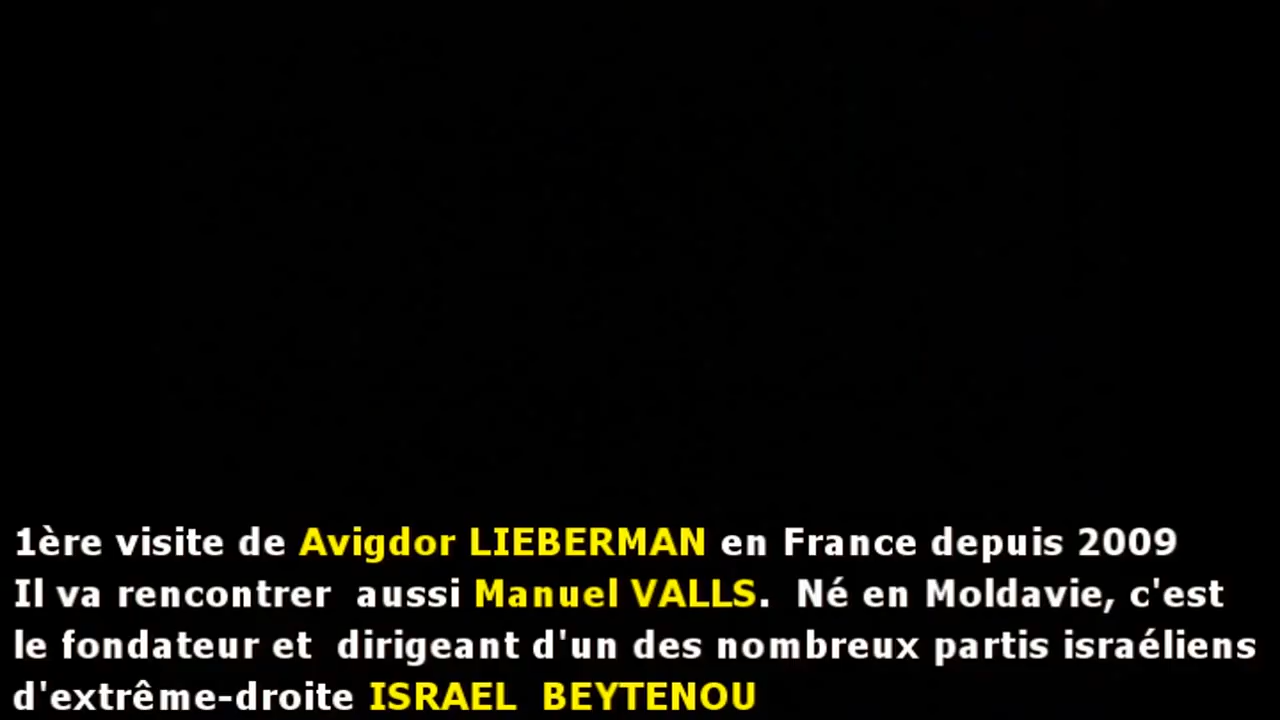 1ère visite de Avigdor LIEBERMAN en France depuis 2009
Il va rencontrer aussi Manuel VALLS. Né en Moldavie, c'est
le fondateur et dirigeant d'un des nombreux partis israéliens
d'extrême-droite ISRAEL BEYTENOU